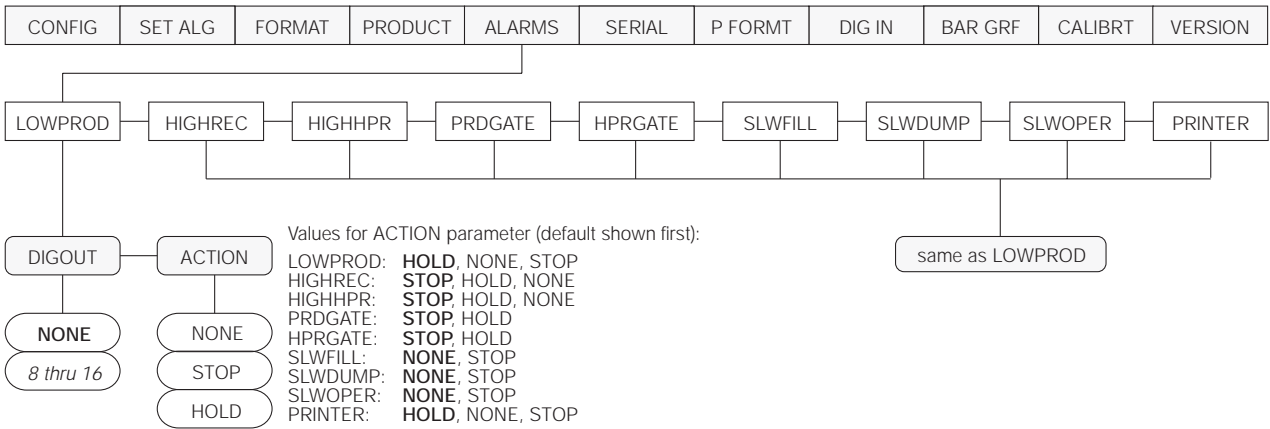 CONFIG SET ALG FORMAT PRODUCT ALARMS SERIAL P FORMT DIG IN BAR GRF CALIBRT VERSION
LOWPROD HIGHREC HIGHHPR PRDGATE HPRGATE SLWFILL SLWDUMP SLWOPER PRINTER
DIGOUT ACTION
same as LOWPROD
NONE
8 thru 16
NONE
STOP
HOLD
Values for ACTION parameter (default shown first):
LOWPROD: HOLD, NONE, STOP
HIGHREC: STOP, HOLD, NONE
HIGHHPR: STOP, HOLD, NONE
PRDGATE: STOP, HOLD
HPRGATE: STOP, HOLD
SLWFILL: NONE, STOP
SLWDUMP: NONE, STOP
SLWOPER: NONE, STOP
PRINTER: HOLD, NONE, STOP